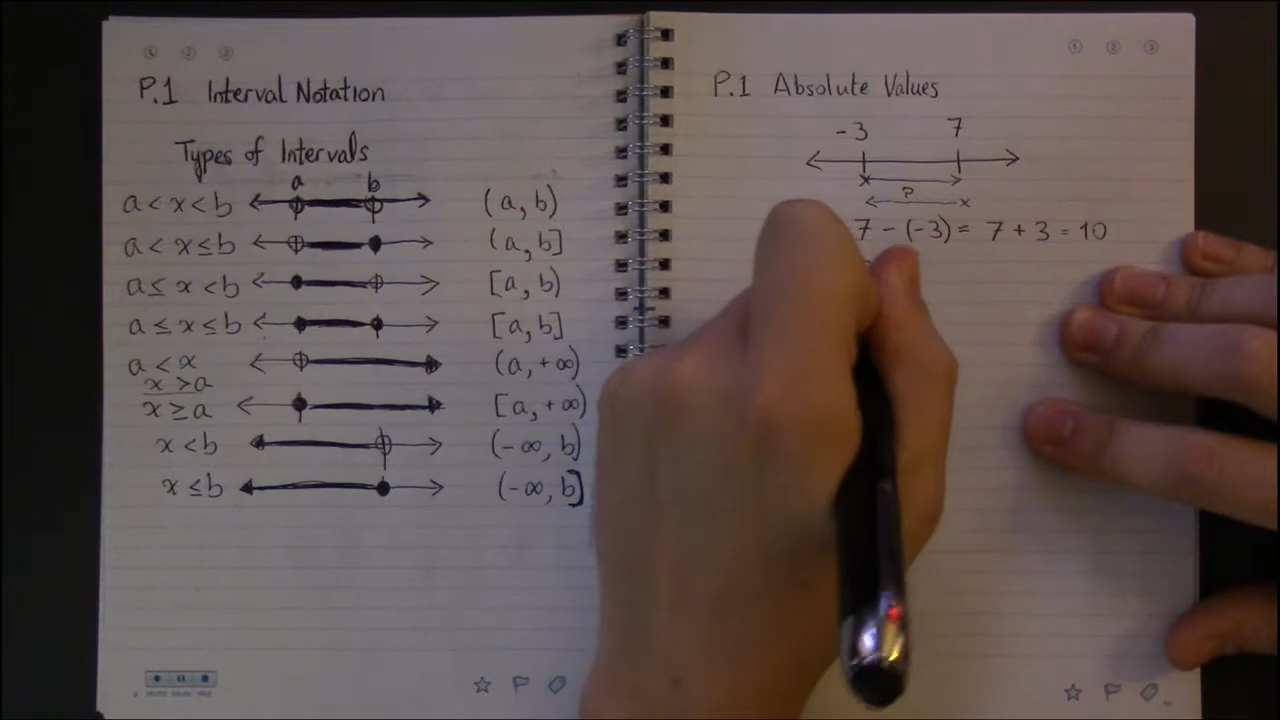 P.1 Interval Notation
Types of Intervals
a b
a < x < b (a, b)
a < x ≤ b (a, b]
a ≤ x < b [a, b)
a ≤ x ≤ b [a, b]
a < x (a, +∞)
x > a
x ≥ a [a, +∞)
x < b (-∞, b)
x ≤ b (-∞, b]
P.1 Absolute Values
-3 7
?
7 - (-3) = 7 + 3 = 10